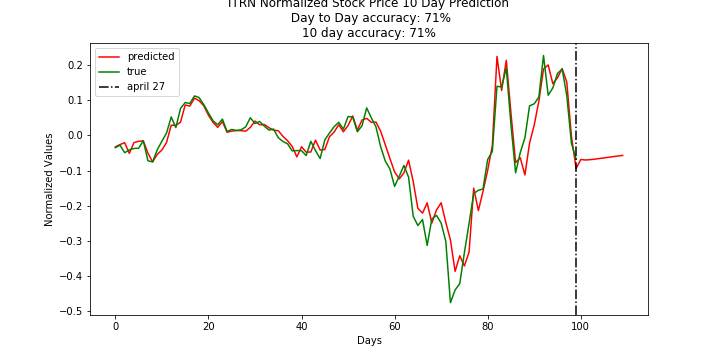 ITRN Normalized Stock Price 10 Day Prediction
Day to Day accuracy: 71%
10 day accuracy: 71%
predicted
true
april 27
Normalized Values
0.2
0.1
0.0
−0.1
−0.2
−0.3
−0.4
−0.5
0
20
40
60
80
100
Days